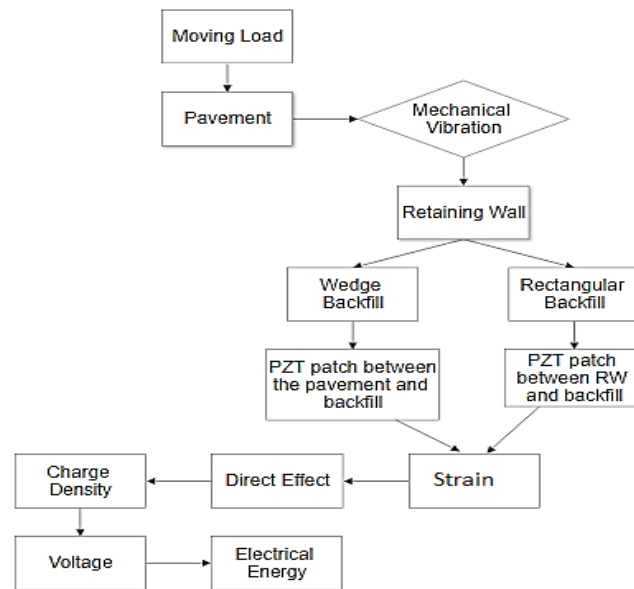 Moving Load
Pavement
Mechanical
Vibration
Retaining Wall
Wedge
Backfill
Rectangular
Backfill
PZT patch between
the pavement and
backfill
PZT patch
between RW
and backfill
Strain
Direct Effect
Charge
Density
Voltage
Electrical
Energy